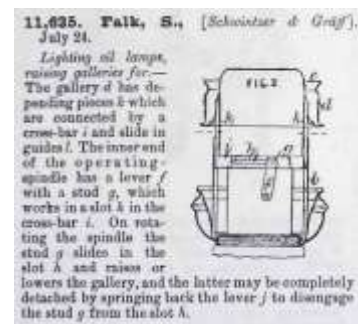 11,625. Falk, S., [Schwintzer & Gräff].
July 24.
Lighting oil lamps,
raising galleries for.—
The gallery d has de-
pending pieces k which
are connected by a
cross-bar i and slide in
guides l. The inner end
of the operating-
spindle has a lever f
with a stud g, which
works in a slot h in the
cross-bar i. On rota-
ting the spindle the
stud g slides in the
slot h and raises or
lowers the gallery, and the latter may be completely
detached by springing back the lever j to disengage
the stud g from the slot h.
FIG.2